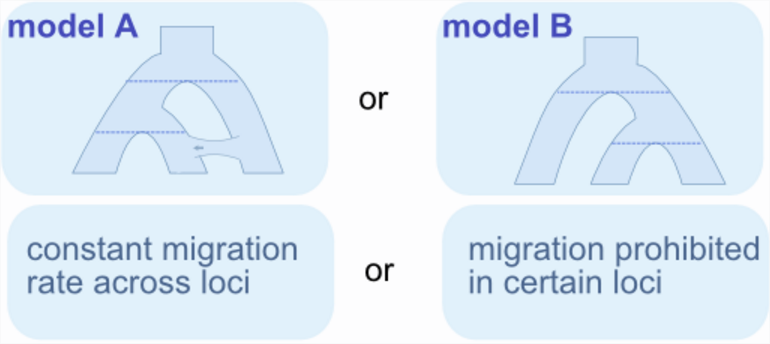 model A
model B
or
constant migration
rate across loci
or
migration prohibited
in certain loci